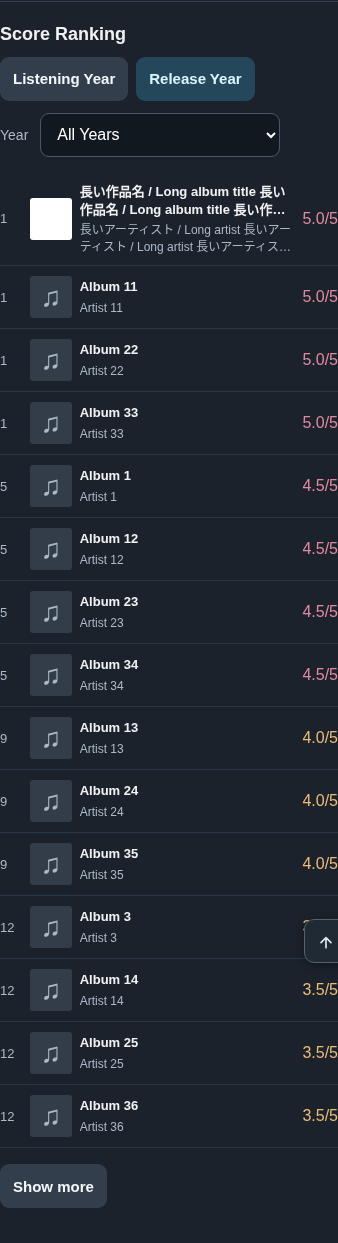 Score Ranking
Listening Year
Release Year
Year
All Years
1
長い作品名 / Long album title 長い
作品名 / Long album title 長い作…
長いアーティスト / Long artist 長いアー
ティスト / Long artist 長いアーティス…
5.0/5
1
Album 11
Artist 11
5.0/5
1
Album 22
Artist 22
5.0/5
1
Album 33
Artist 33
5.0/5
5
Album 1
Artist 1
4.5/5
5
Album 12
Artist 12
4.5/5
5
Album 23
Artist 23
4.5/5
5
Album 34
Artist 34
4.5/5
9
Album 13
Artist 13
4.0/5
9
Album 24
Artist 24
4.0/5
9
Album 35
Artist 35
4.0/5
12
Album 3
Artist 3
12
Album 14
Artist 14
3.5/5
12
Album 25
Artist 25
3.5/5
12
Album 36
Artist 36
3.5/5
Show more